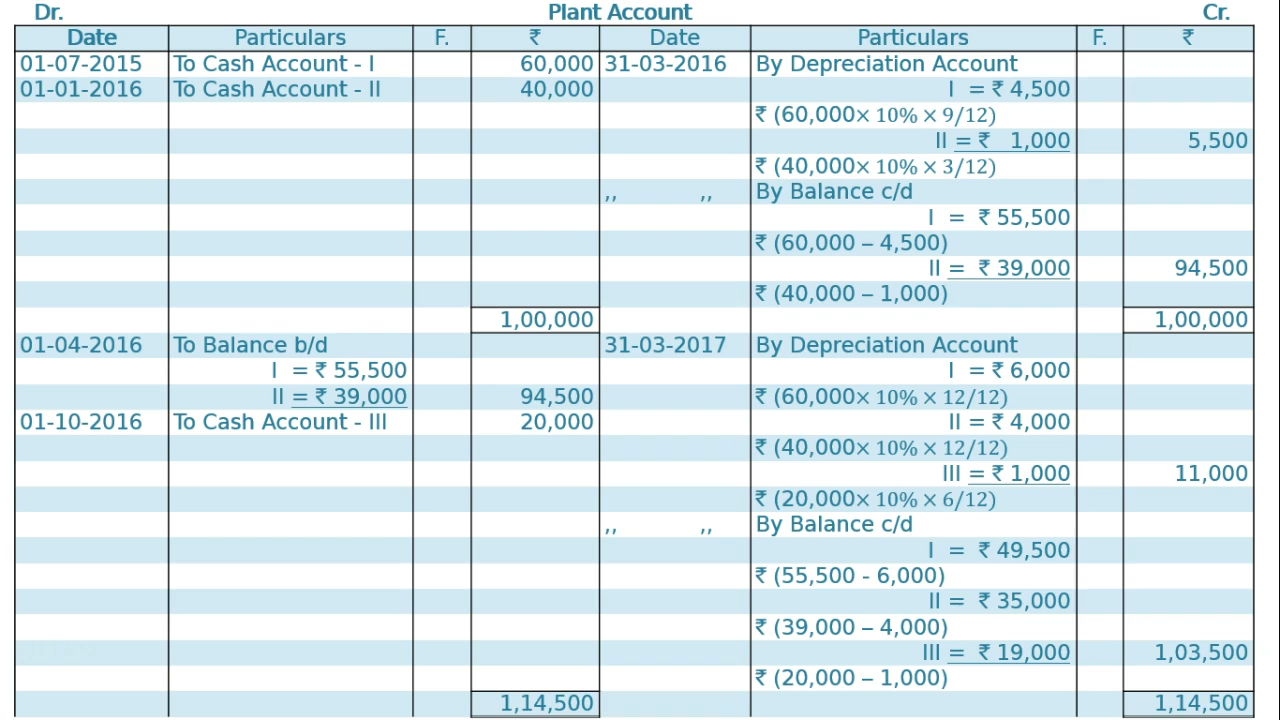 Dr. Plant Account Cr.
Date Particulars F. ₹ Date Particulars F. ₹
01-07-2015 To Cash Account - I 60,000 31-03-2016 By Depreciation Account
01-01-2016 To Cash Account - II 40,000 I = ₹ 4,500
₹ (60,000× 10% × 9/12)
II = ₹ 1,000 5,500
₹ (40,000× 10% × 3/12)
,, ,, By Balance c/d
I = ₹ 55,500
₹ (60,000 – 4,500)
II = ₹ 39,000 94,500
₹ (40,000 – 1,000)
1,00,000 1,00,000
01-04-2016 To Balance b/d 31-03-2017 By Depreciation Account
I = ₹ 55,500 I = ₹ 6,000
II = ₹ 39,000 94,500 ₹ (60,000× 10% × 12/12)
01-10-2016 To Cash Account - III 20,000 II = ₹ 4,000
₹ (40,000× 10% × 12/12)
III = ₹ 1,000 11,000
₹ (20,000× 10% × 6/12)
,, ,, By Balance c/d
I = ₹ 49,500
₹ (55,500 - 6,000)
II = ₹ 35,000
₹ (39,000 – 4,000)
III = ₹ 19,000 1,03,500
₹ (20,000 – 1,000)
1,14,500 1,14,500